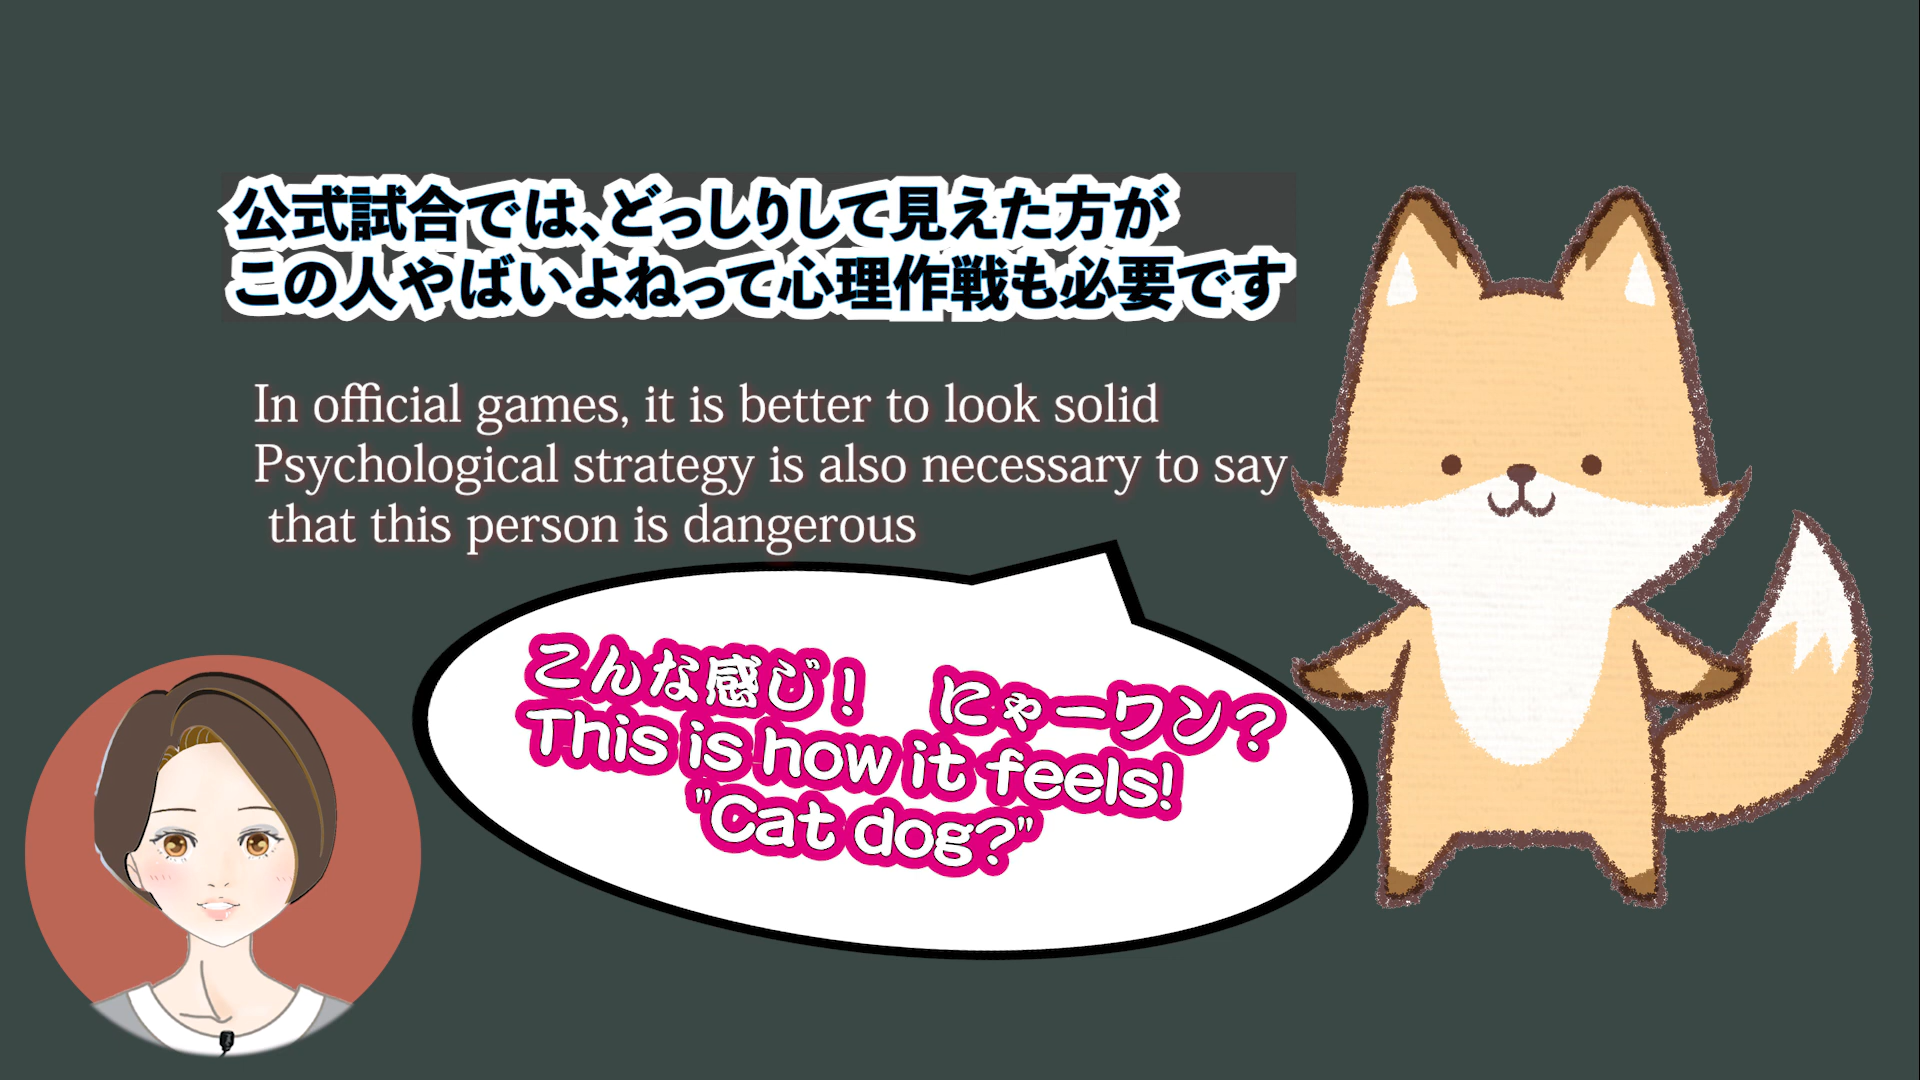 公式試合では、どっしりして見えた方が
この人やばいよねって心理作戦も必要です
In official games, it is better to look solid
Psychological strategy is also necessary to say
that this person is dangerous
こんな感じ！ にゃーワン？
This is how it feels!
"Cat dog?"